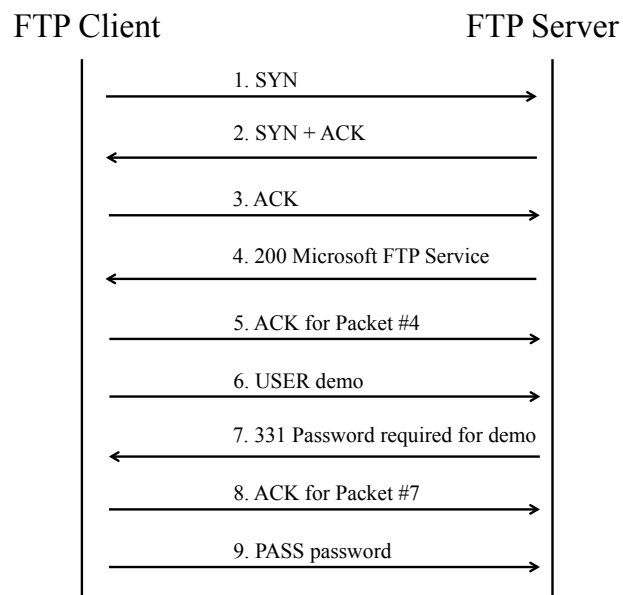 FTP Client
FTP Server
1. SYN
2. SYN + ACK
3. ACK
4. 200 Microsoft FTP Service
5. ACK for Packet #4
6. USER demo
7. 331 Password required for demo
8. ACK for Packet #7
9. PASS password